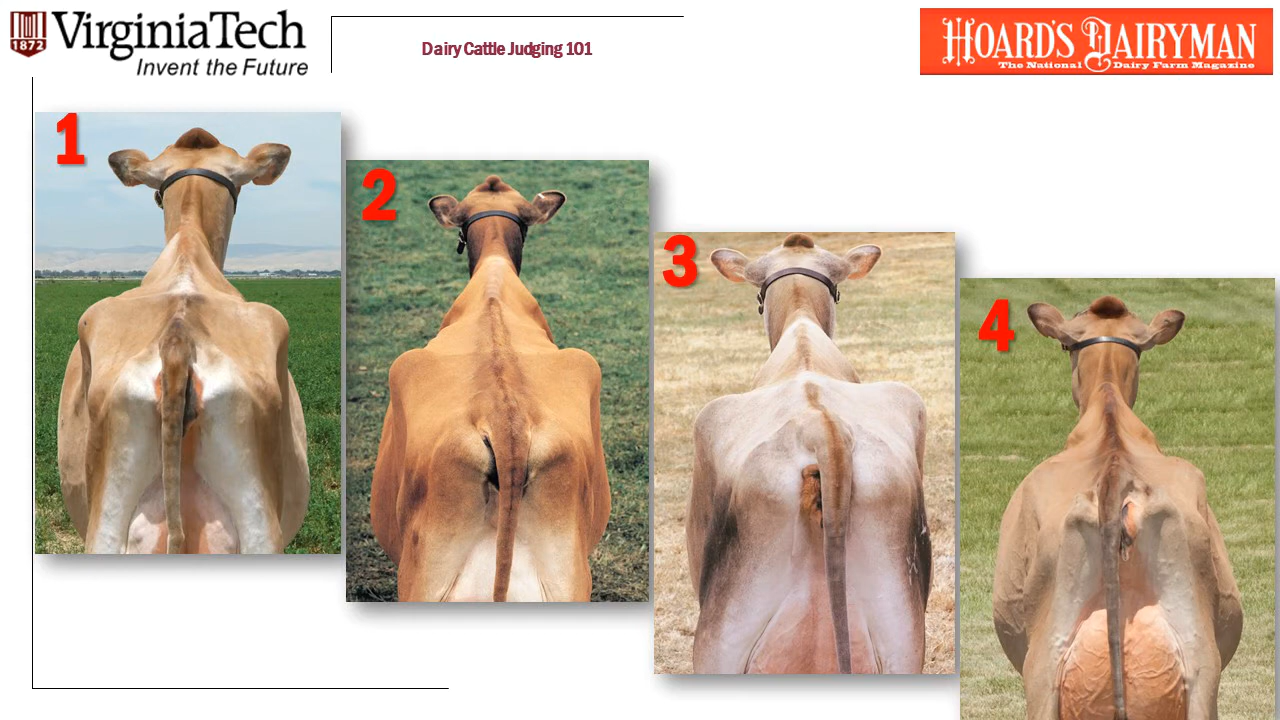 VirginiaTech
1872
Invent the Future
Dairy Cattle Judging 101
HOARD'S DAIRYMAN
The National Dairy Farm Magazine
1
2
3
4